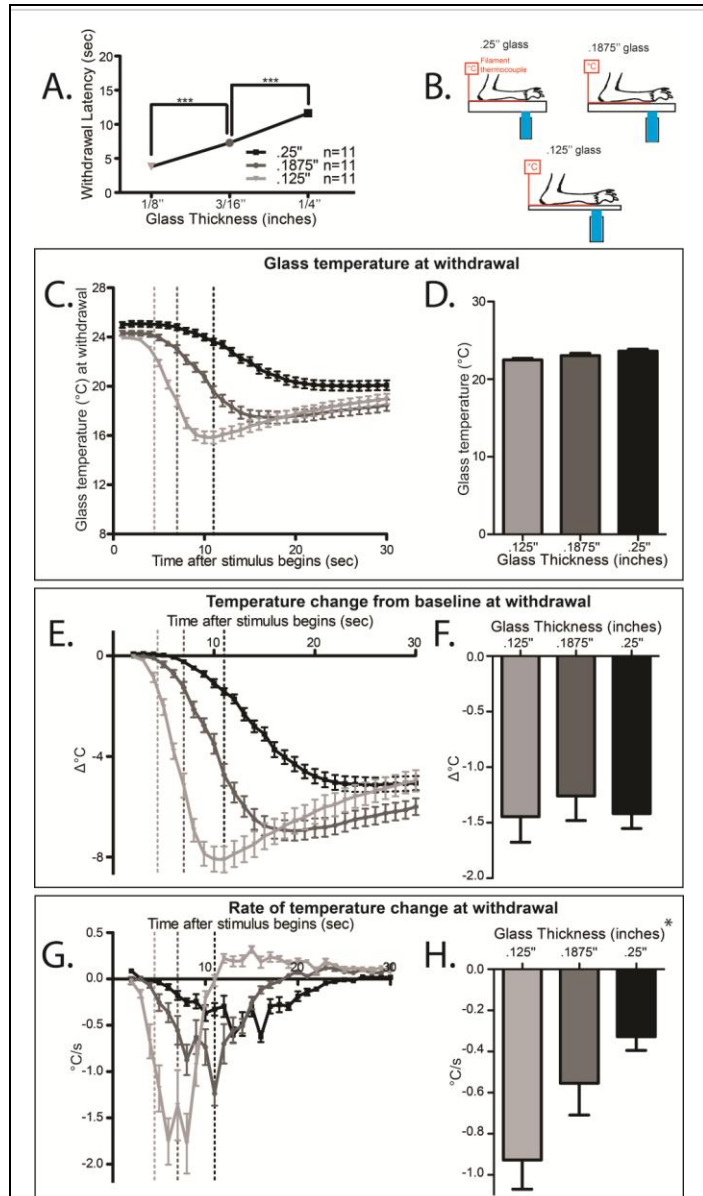 A.
Withdrawal Latency (sec)
20
15
10
5
0
***
***
.25" n=11
.1875" n=11
.125" n=11
1/8" 3/16" 1/4"
Glass Thickness (inches)
B.
.25" glass
°C
Filament
thermocouple
.1875" glass
°C
.125" glass
°C
Glass temperature at withdrawal
C.
Glass temperature (°C) at withdrawal
28
24
20
16
12
8
0 10 20 30
Time after stimulus begins (sec)
D.
Glass temperature (°C)
30
20
10
0
.125" .1875" .25"
Glass Thickness (inches)
Temperature change from baseline at withdrawal
E.
Time after stimulus begins (sec)
10 20 30
Δ°C
0
-4
-8
F.
Glass Thickness (inches)
.125" .1875" .25"
Δ°C
0.0
-0.5
-1.0
-1.5
-2.0
Rate of temperature change at withdrawal
G.
Time after stimulus begins (sec)
10 20 30
°C/s
0.5
0.0
-0.5
-1.0
-1.5
-2.0
H.
Glass Thickness (inches) *
.125" .1875" .25"
°C/s
0.0
-0.2
-0.4
-0.6
-0.8
-1.0